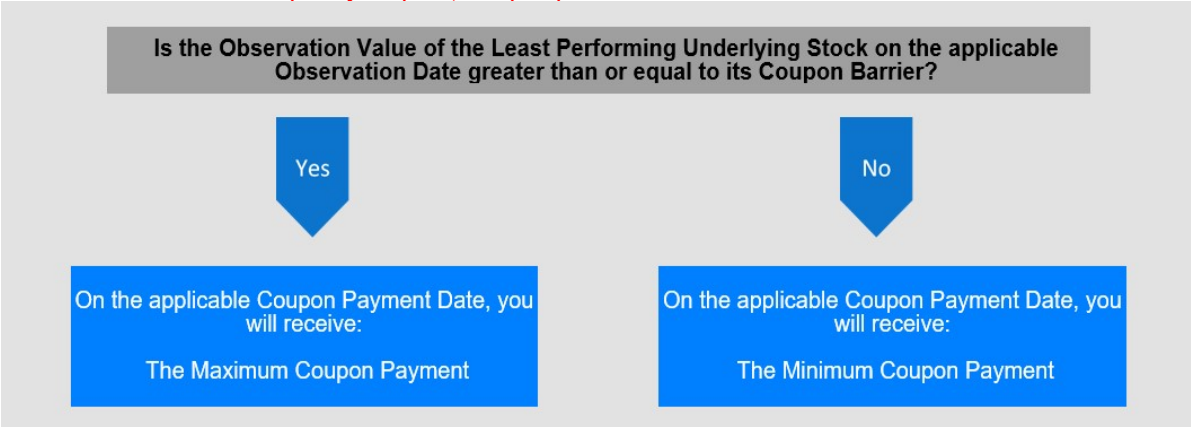 Is the Observation Value of the Least Performing Underlying Stock on the applicable
Observation Date greater than or equal to its Coupon Barrier?
Yes
No
On the applicable Coupon Payment Date, you
will receive:
The Maximum Coupon Payment
On the applicable Coupon Payment Date, you
will receive:
The Minimum Coupon Payment